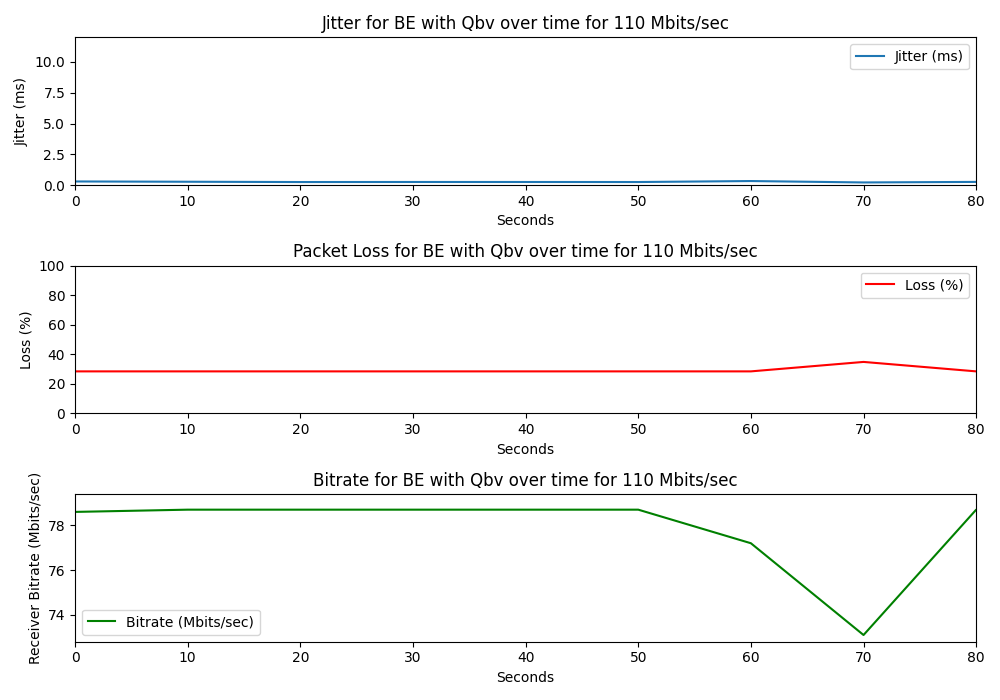 Jitter for BE with Qbv over time for 110 Mbits/sec
Jitter (ms)
10.0
7.5
5.0
2.5
0.0
Jitter (ms)
0 10 20 30 40 50 60 70 80
Seconds
Packet Loss for BE with Qbv over time for 110 Mbits/sec
Loss (%)
100
80
60
40
20
0
Loss (%)
0 10 20 30 40 50 60 70 80
Seconds
Bitrate for BE with Qbv over time for 110 Mbits/sec
Receiver Bitrate (Mbits/sec)
78
76
74
Bitrate (Mbits/sec)
0 10 20 30 40 50 60 70 80
Seconds